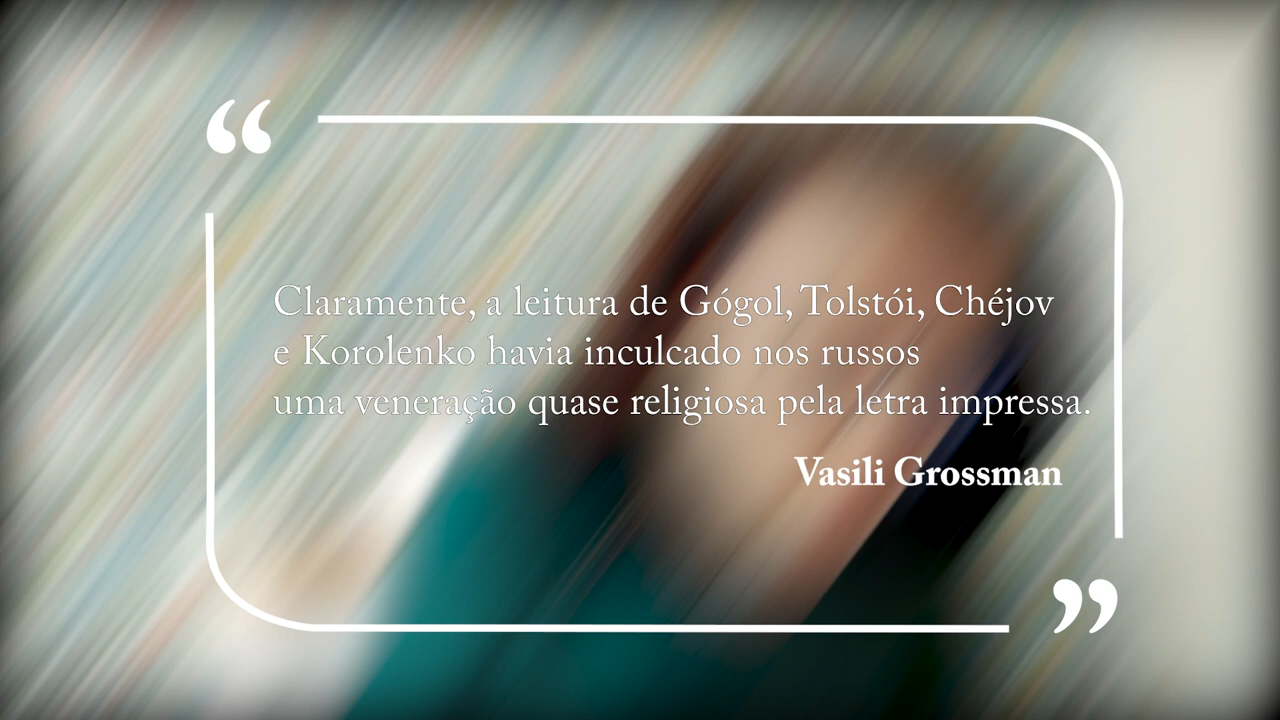 “
Claramente, a leitura de Gógol, Tolstói, Chéjov
e Korolenko havia inculcado nos russos
uma veneração quase religiosa pela letra impressa.
Vasili Grossman
”